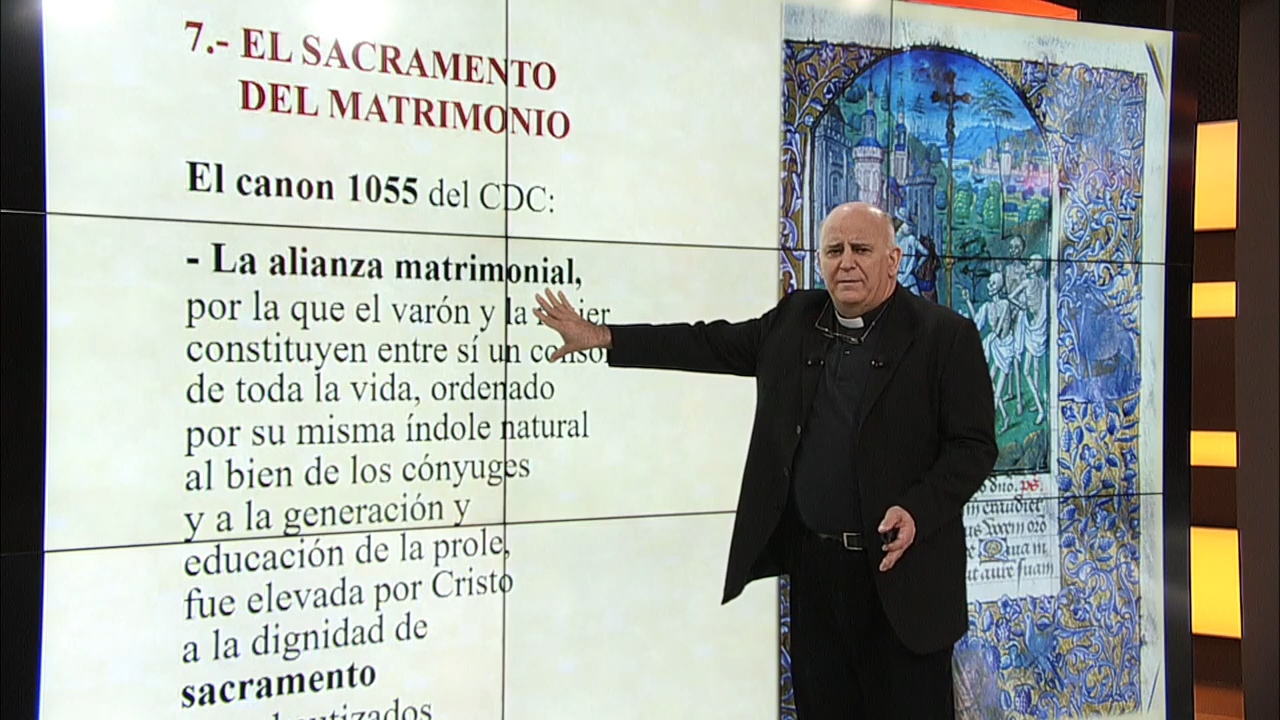 7.- EL SACRAMENTO
DEL MATRIMONIO
El canon 1055 del CDC:
- La alianza matrimonial,
por la que el varón y la
constituyen entre sí un
de toda la vida, ordenado
por su misma índole natural
al bien de los cónyuges
y a la generación y
educación de la prole,
fue elevada por Cristo
a la dignidad de
sacramento